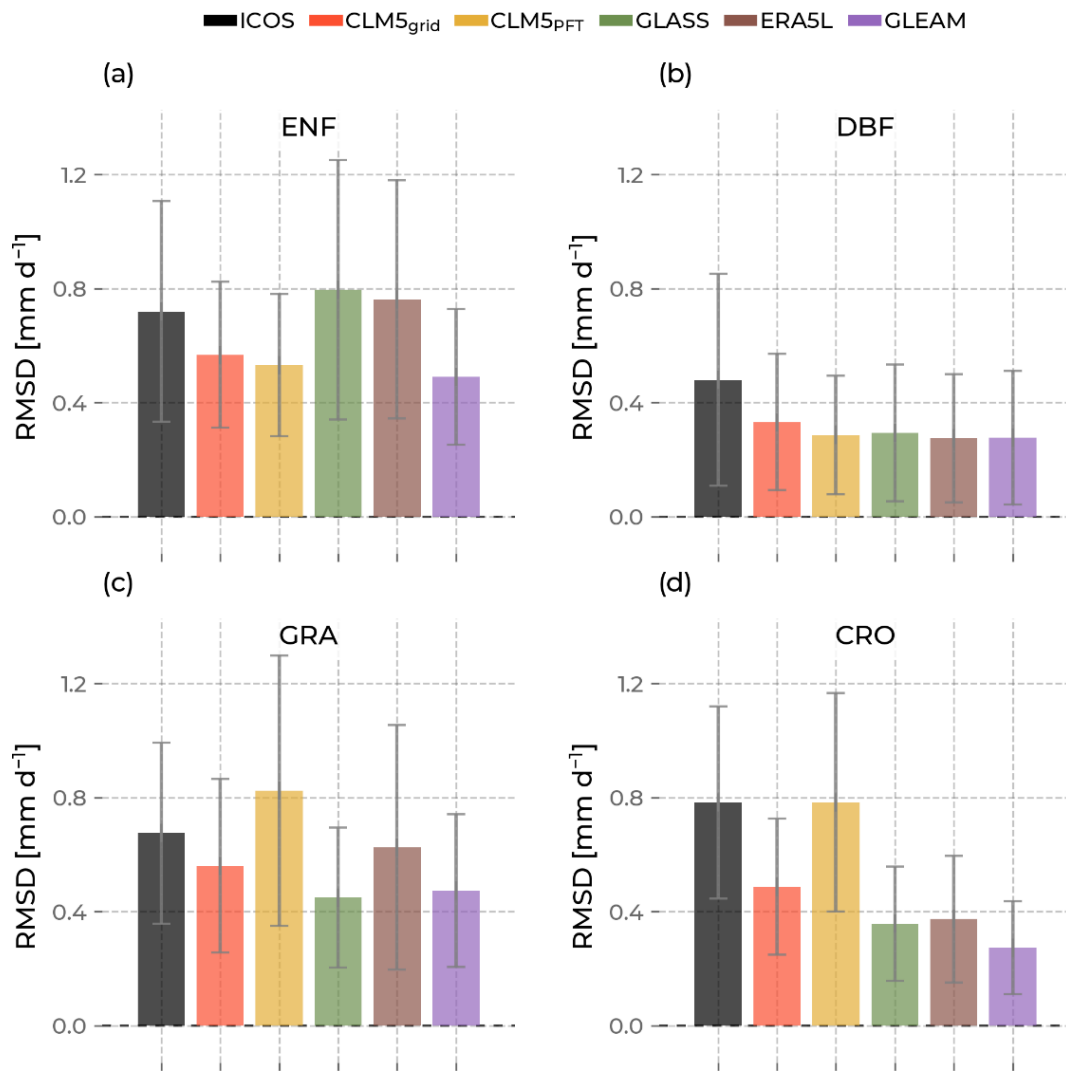 ICOS CLM5grid CLM5PFT GLASS ERA5L GLEAM
(a) (b)
ENF DBF
1.2 1.2
0.8 0.8
0.4 0.4
0.0 0.0
RMSD [mm d⁻¹] RMSD [mm d⁻¹]
(c) (d)
GRA CRO
1.2 1.2
0.8 0.8
0.4 0.4
0.0 0.0
RMSD [mm d⁻¹] RMSD [mm d⁻¹]